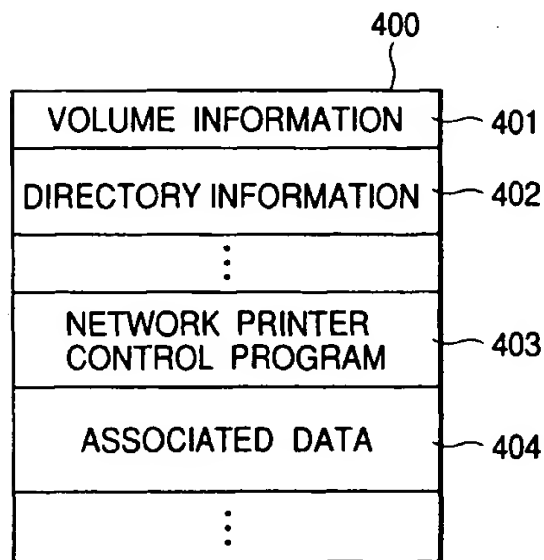 400
VOLUME INFORMATION 401
DIRECTORY INFORMATION 402
⋮
NETWORK PRINTER
CONTROL PROGRAM 403
ASSOCIATED DATA 404
⋮